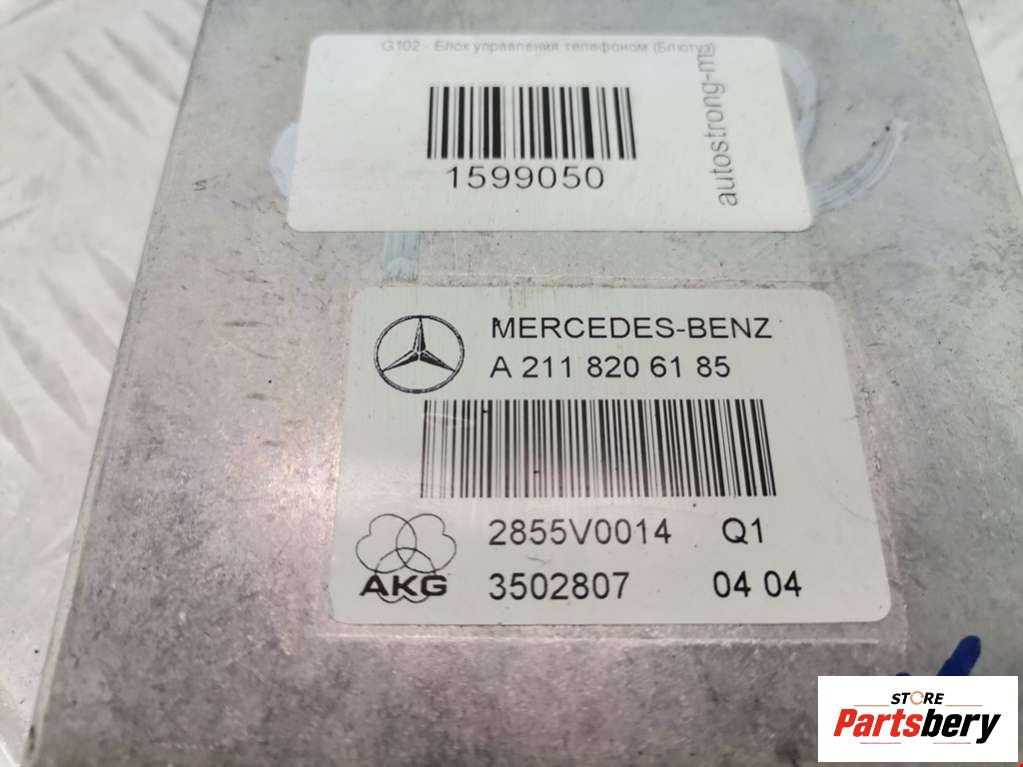 G102 - Блок управления телефоном (Блютуз)
1599050
autostrong-m
MERCEDES-BENZ
A 211 820 61 85
2855V0014 Q1
AKG
3502807 04 04
STORE
Partsbery